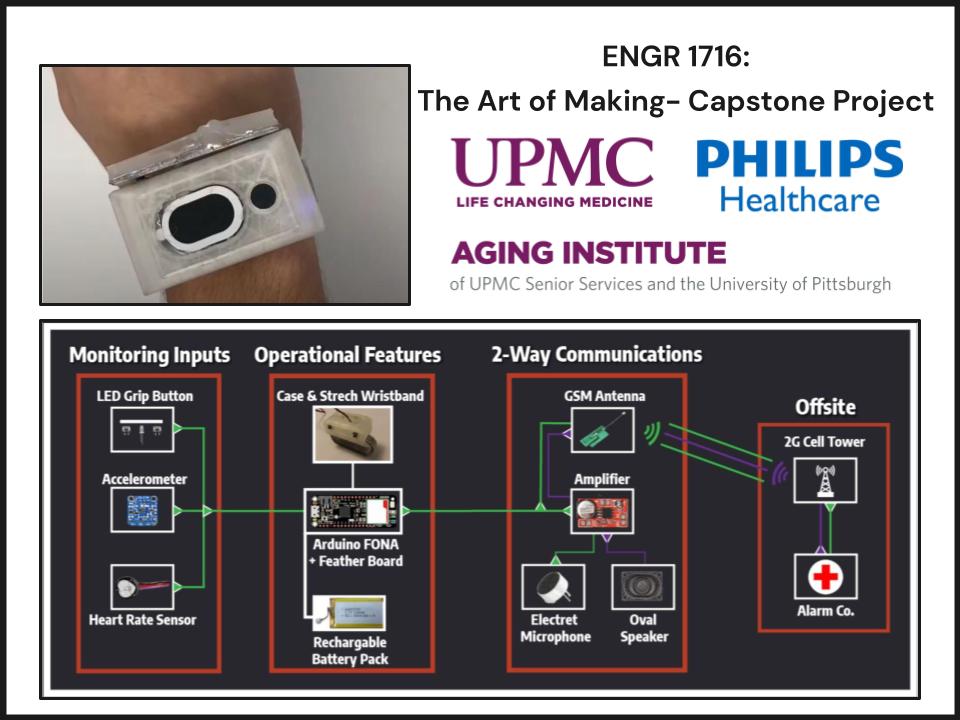 ENGR 1716:
The Art of Making- Capstone Project
UPMC
LIFE CHANGING MEDICINE
PHILIPS
Healthcare
AGING INSTITUTE
of UPMC Senior Services and the University of Pittsburgh
Monitoring Inputs
LED Grip Button
Accelerometer
Heart Rate Sensor
Operational Features
Case & Strech Wristband
Arduino FONA
+ Feather Board
Rechargable
Battery Pack
2-Way Communications
GSM Antenna
Amplifier
Electret
Microphone
Oval
Speaker
Offsite
2G Cell Tower
Alarm Co.